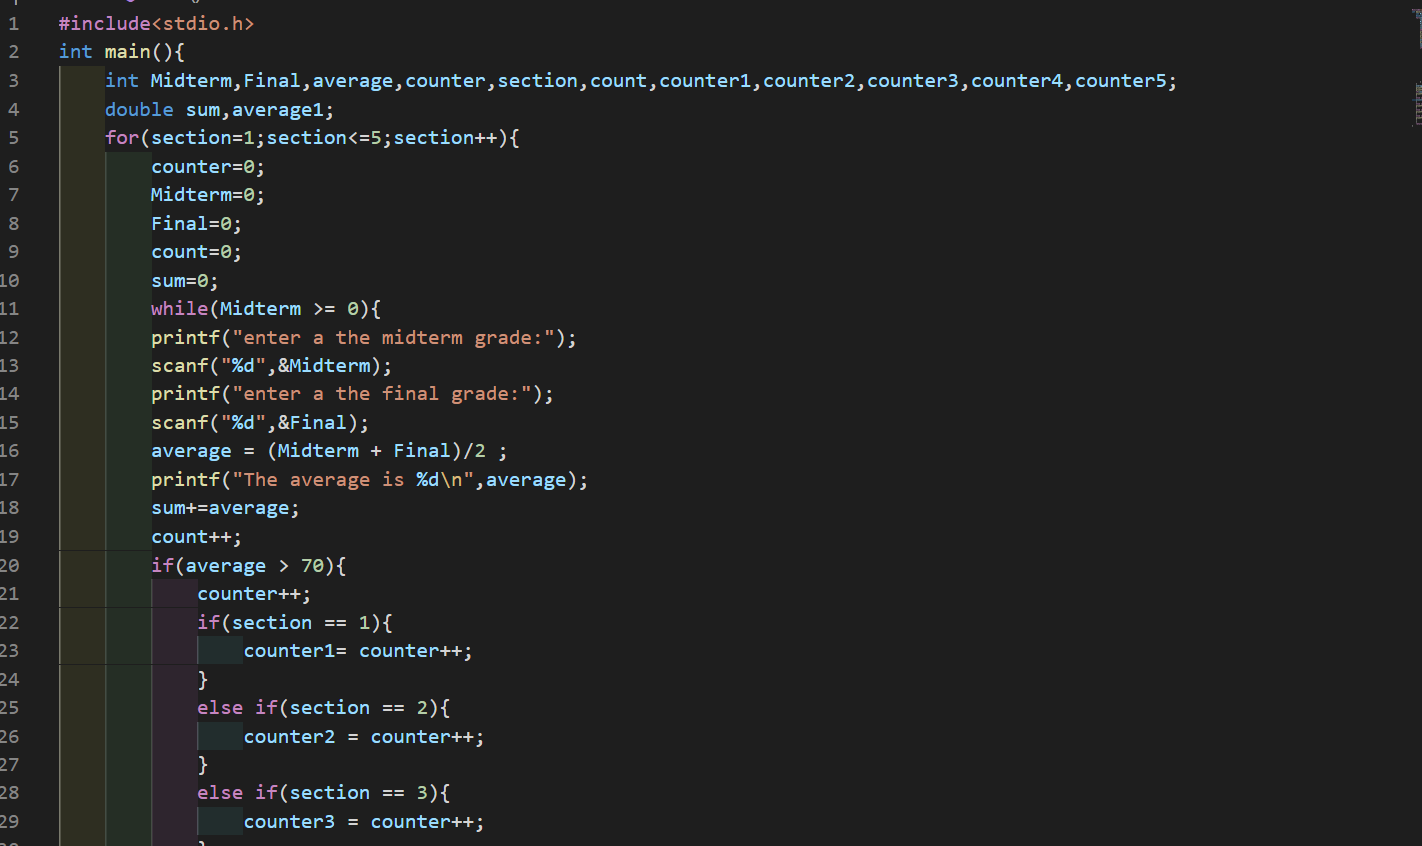 1 #include<stdio.h>
2 int main(){
3 int Midterm,Final,average,counter,section,count,counter1,counter2,counter3,counter4,counter5;
4 double sum,average1;
5 for(section=1;section<=5;section++){
6 counter=0;
7 Midterm=0;
8 Final=0;
9 count=0;
10 sum=0;
11 while(Midterm >= 0){
12 printf("enter a the midterm grade:");
13 scanf("%d",&Midterm);
14 printf("enter a the final grade:");
15 scanf("%d",&Final);
16 average = (Midterm + Final)/2 ;
17 printf("The average is %d\n",average);
18 sum+=average;
19 count++;
20 if(average > 70){
21 counter++;
22 if(section == 1){
23 counter1= counter++;
24 }
25 else if(section == 2){
26 counter2 = counter++;
27 }
28 else if(section == 3){
29 counter3 = counter++;